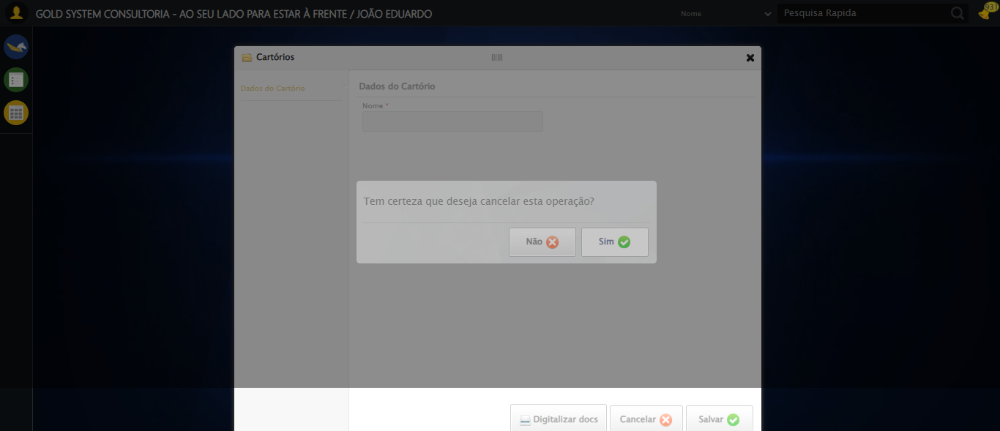 GOLD SYSTEM CONSULTORIA - AO SEU LADO PARA ESTAR À FRENTE / JOÃO EDUARDO
Nome
Pesquisa Rapida
931
Cartórios
Dados do Cartório
Dados do Cartório
Nome *
Tem certeza que deseja cancelar esta operação?
Não
Sim
Digitalizar docs
Cancelar
Salvar